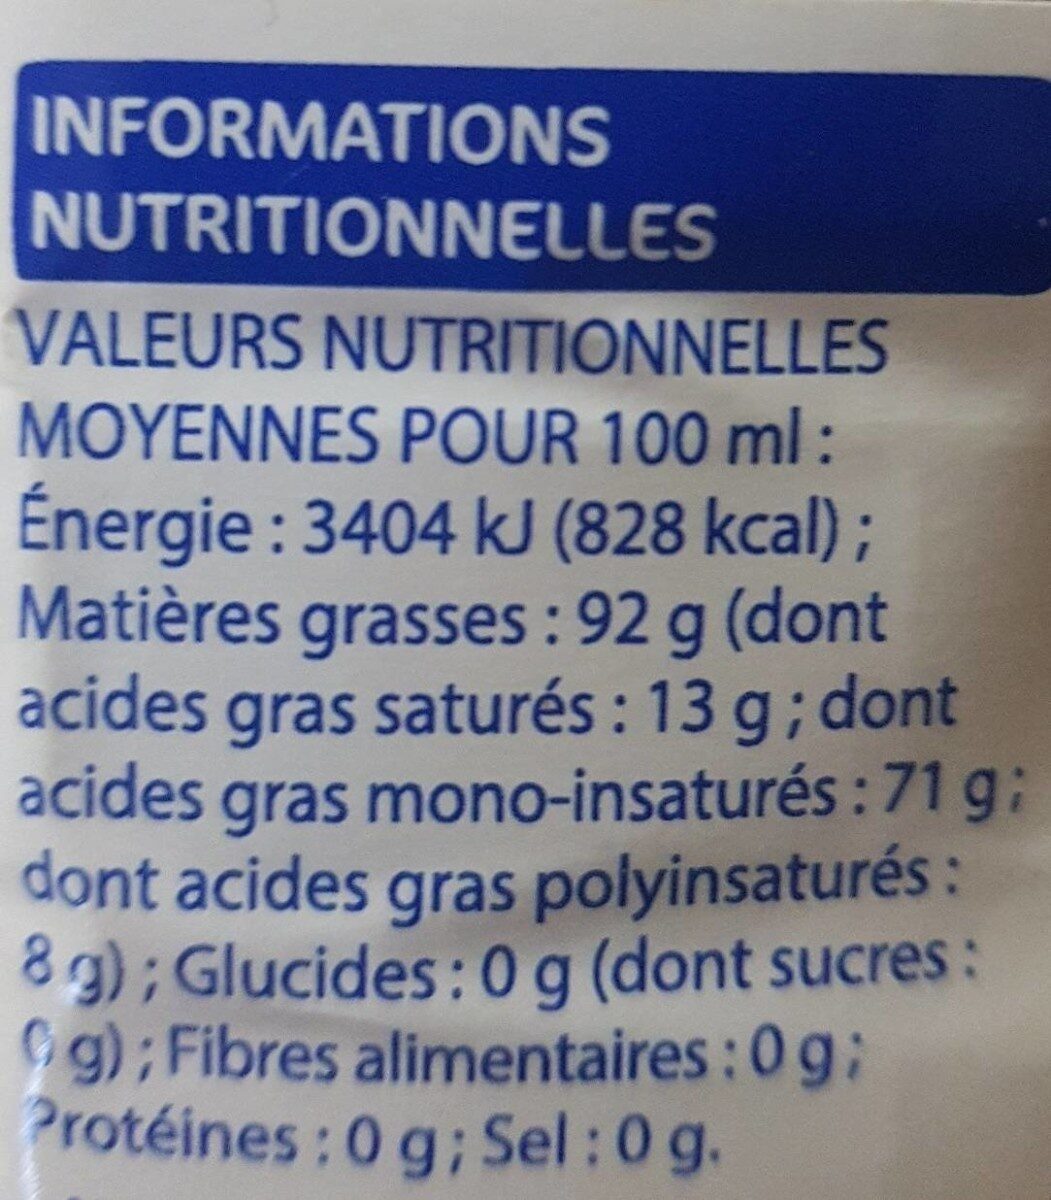 INFORMATIONS
NUTRITIONNELLES
VALEURS NUTRITIONNELLES
MOYENNES POUR 100 ml :
Énergie : 3404 kJ (828 kcal) ;
Matières grasses : 92 g (dont
acides gras saturés : 13 g ; dont
acides gras mono-insaturés : 71 g ;
dont acides gras polyinsaturés :
8 g) ; Glucides : 0 g (dont sucres :
0 g) ; Fibres alimentaires : 0 g ;
Protéines : 0 g ; Sel : 0 g.